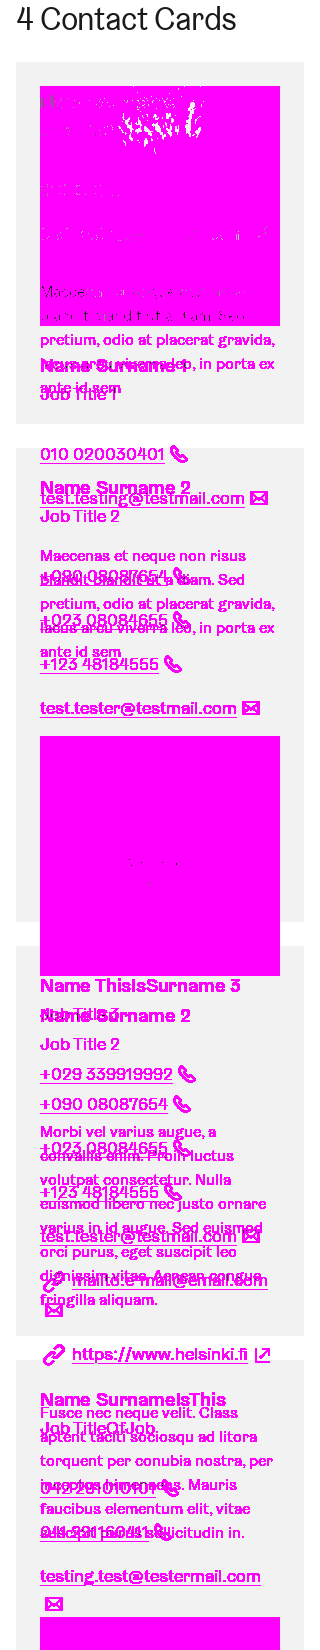 4 Contact Cards
pretium, odio at placerat gravida,
lacus arcu viverra leo, in porta ex
Name Surname 1
ante id sem
Job Title 1
010 020030401
Name Surname 2
test.testing@testmail.com
Job Title 2
Maecenas et neque non risus
+090 08087654
blandit blandit ut a diam. Sed
pretium, odio at placerat gravida,
+023 08084655
lacus arcu viverra leo, in porta ex
ante id sem
+123 48184555
test.tester@testmail.com
Name ThisIsSurname 3
Job Title 3
Name Surname 2
Job Title 2
+029 339919992
+090 08087654
Morbi vel varius augue, a
+023 08084655
convallis enim. Proin luctus
volutpat consectetur. Nulla
+123 48184555
euismod libero nec justo ornare
varius in id augue. Sed euismod
test.tester@testmail.com
orci purus, eget suscipit leo
dignissim vitae. Aenean congue
mailto:e-mail@email.com
fringilla aliquam.
https://www.helsinki.fi
Name SurnameIsThis
Fusce nec neque velit. Class
Job TitleOfJob
aptent taciti sociosqu ad litora
torquent per conubia nostra, per
inceptos himenaeos. Mauris
faucibus elementum elit, vitae
suscipit purus sollicitudin in.
testing.test@testermail.com